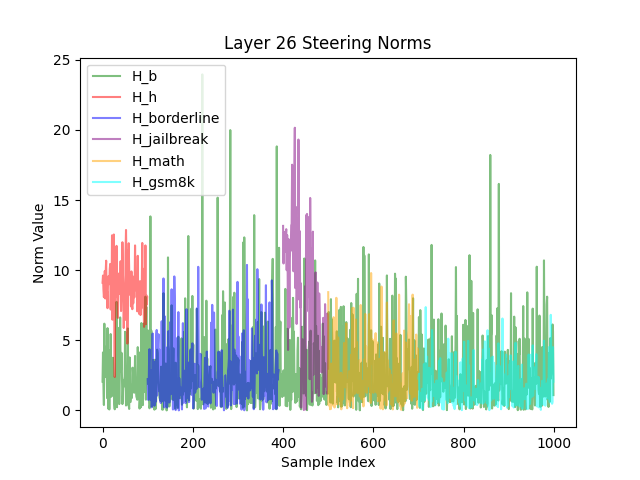 Layer 26 Steering Norms
25
20
15
10
5
0
Norm Value
H_b
H_h
H_borderline
H_jailbreak
H_math
H_gsm8k
0 200 400 600 800 1000
Sample Index